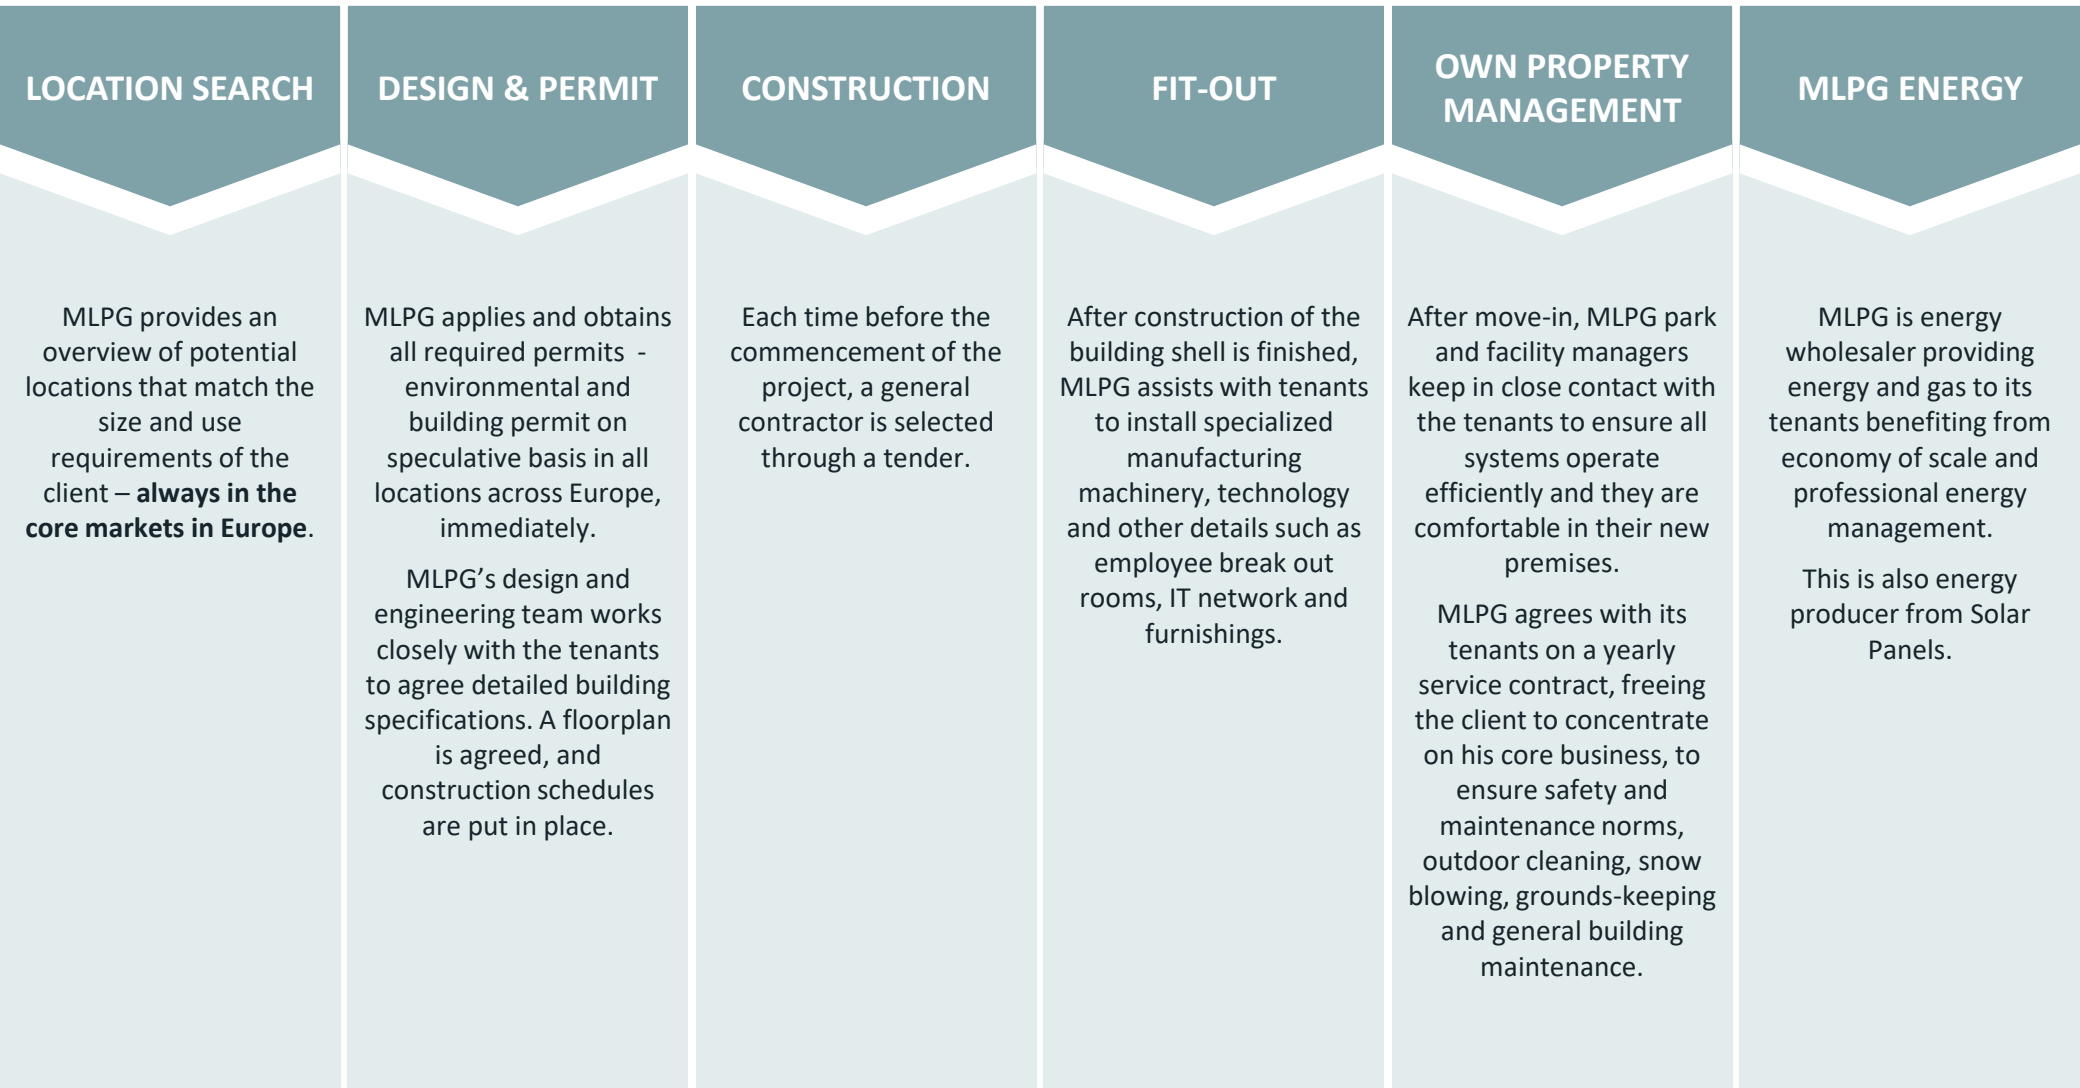 LOCATION SEARCH
MLPG provides an
overview of potential
locations that match the
size and use
requirements of the
client – always in the
core markets in Europe.
DESIGN & PERMIT
MLPG applies and obtains
all required permits -
environmental and
building permit on
speculative basis in all
locations across Europe,
immediately.
MLPG’s design and
engineering team works
closely with the tenants
to agree detailed building
specifications. A floorplan
is agreed, and
construction schedules
are put in place.
CONSTRUCTION
Each time before the
commencement of the
project, a general
contractor is selected
through a tender.
FIT-OUT
After construction of the
building shell is finished,
MLPG assists with tenants
to install specialized
manufacturing
machinery, technology
and other details such as
employee break out
rooms, IT network and
furnishings.
OWN PROPERTY
MANAGEMENT
After move-in, MLPG park
and facility managers
keep in close contact with
the tenants to ensure all
systems operate
efficiently and they are
comfortable in their new
premises.
MLPG agrees with its
tenants on a yearly
service contract, freeing
the client to concentrate
on his core business, to
ensure safety and
maintenance norms,
outdoor cleaning, snow
blowing, grounds-keeping
and general building
maintenance.
MLPG ENERGY
MLPG is energy
wholesaler providing
energy and gas to its
tenants benefiting from
economy of scale and
professional energy
management.
This is also energy
producer from Solar
Panels.